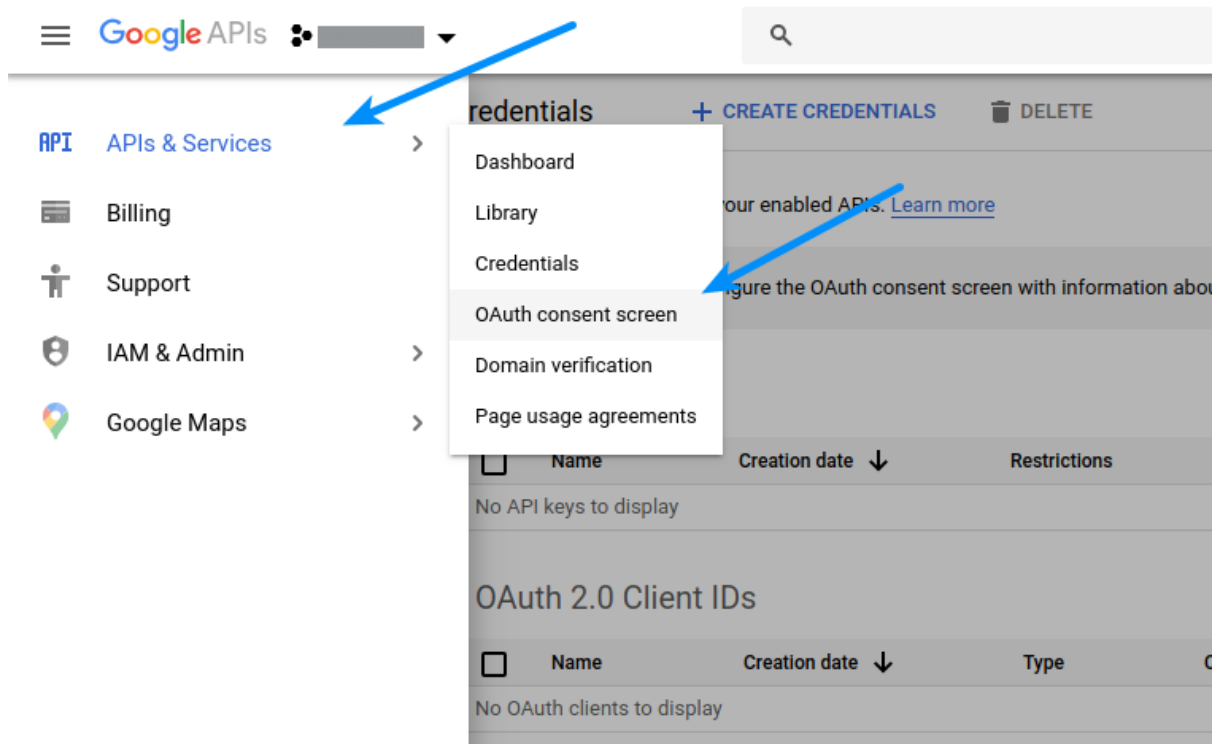 Google APIs
redentials
CREATE CREDENTIALS
DELETE
API
APIs & Services
Billing
Support
IAM & Admin
Google Maps
Dashboard
Library
Credentials
OAuth consent screen
Domain verification
Page usage agreements
our enabled APIs. Learn more
igure the OAuth consent screen with information abou
Name
Creation date
Restrictions
No API keys to display
OAuth 2.0 Client IDs
Name
Creation date
Type
No OAuth clients to display